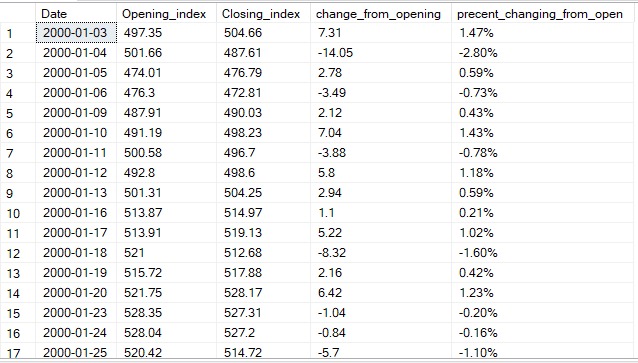 Date Opening_index Closing_index change_from_opening precent_changing_from_open
1 2000-01-03 497.35 504.66 7.31 1.47%
2 2000-01-04 501.66 487.61 -14.05 -2.80%
3 2000-01-05 474.01 476.79 2.78 0.59%
4 2000-01-06 476.3 472.81 -3.49 -0.73%
5 2000-01-09 487.91 490.03 2.12 0.43%
6 2000-01-10 491.19 498.23 7.04 1.43%
7 2000-01-11 500.58 496.7 -3.88 -0.78%
8 2000-01-12 492.8 498.6 5.8 1.18%
9 2000-01-13 501.31 504.25 2.94 0.59%
10 2000-01-16 513.87 514.97 1.1 0.21%
11 2000-01-17 513.91 519.13 5.22 1.02%
12 2000-01-18 521 512.68 -8.32 -1.60%
13 2000-01-19 515.72 517.88 2.16 0.42%
14 2000-01-20 521.75 528.17 6.42 1.23%
15 2000-01-23 528.35 527.31 -1.04 -0.20%
16 2000-01-24 528.04 527.2 -0.84 -0.16%
17 2000-01-25 520.42 514.72 -5.7 -1.10%